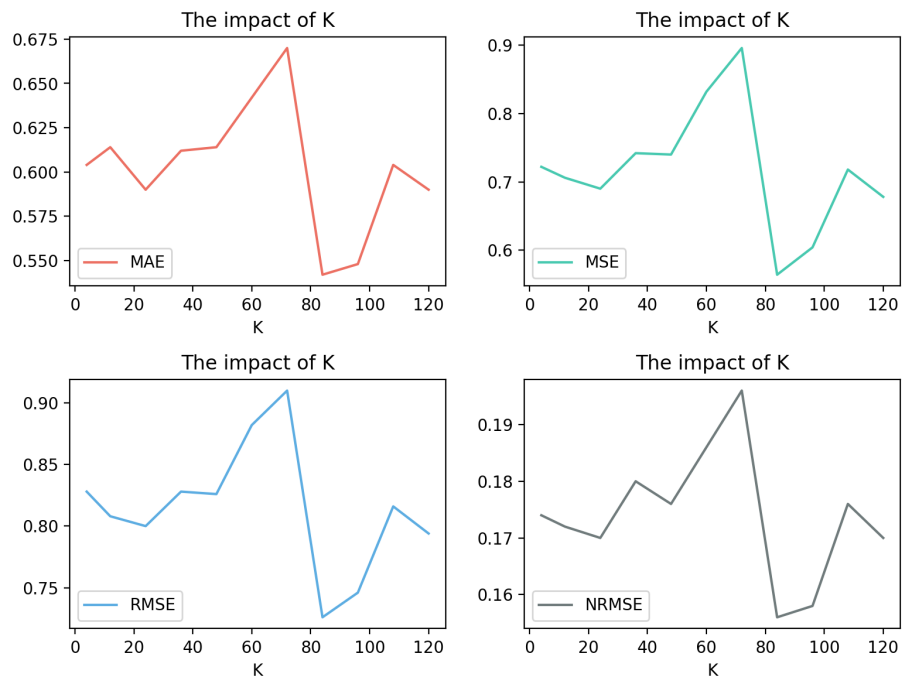 The impact of K
0.675
0.650
0.625
0.600
0.575
0.550
MAE
0 20 40 60 80 100 120
K
The impact of K
0.9
0.8
0.7
0.6
MSE
0 20 40 60 80 100 120
K
The impact of K
0.90
0.85
0.80
0.75
RMSE
0 20 40 60 80 100 120
K
The impact of K
0.19
0.18
0.17
0.16
NRMSE
0 20 40 60 80 100 120
K